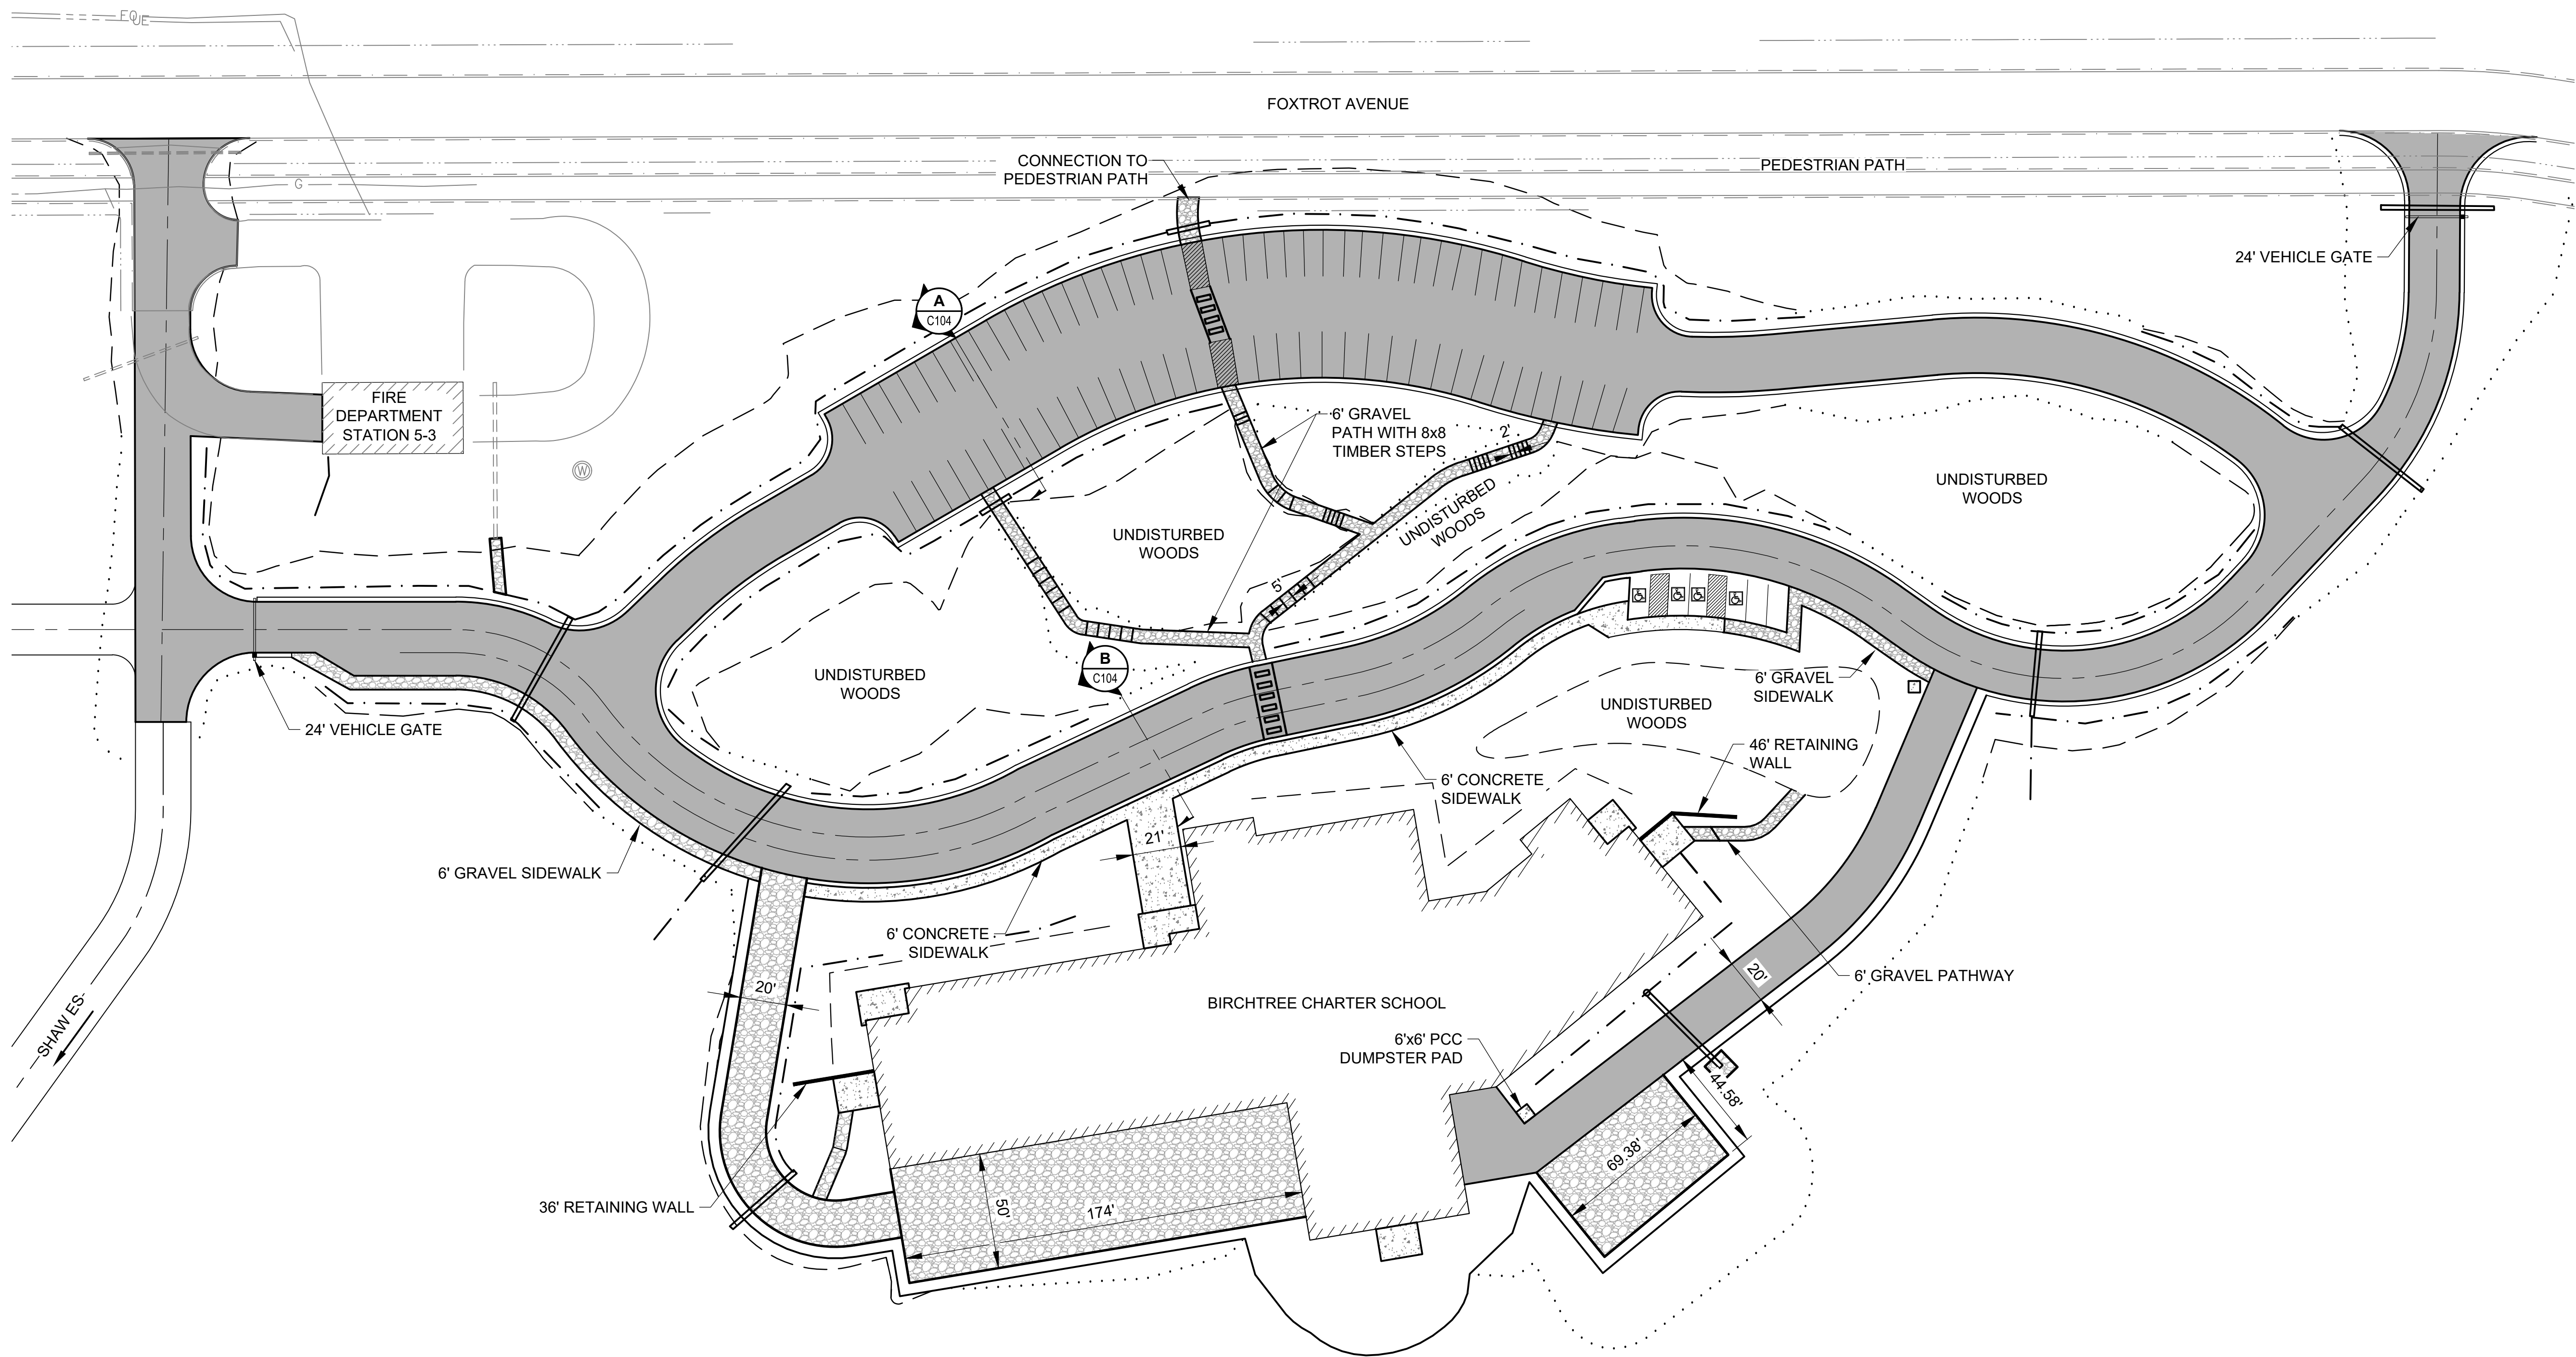 FOUE
FOXTROT AVENUE
CONNECTION TO
PEDESTRIAN PATH
PEDESTRIAN PATH
G
24' VEHICLE GATE
A
C104
FIRE
DEPARTMENT
STATION 5-3
6' GRAVEL
PATH WITH 8x8
TIMBER STEPS
2'
W
UNDISTURBED
WOODS
UNDISTURBED
WOODS
UNDISTURBED
WOODS
5'
B
C104
UNDISTURBED
WOODS
6' GRAVEL
SIDEWALK
UNDISTURBED
WOODS
24' VEHICLE GATE
46' RETAINING
WALL
6' CONCRETE
SIDEWALK
21'
6' GRAVEL SIDEWALK
6' CONCRETE
SIDEWALK
20'
20'
6' GRAVEL PATHWAY
BIRCHTREE CHARTER SCHOOL
SHAW ES
6'x6' PCC
DUMPSTER PAD
44.58'
69.38'
36' RETAINING WALL
50'
174'